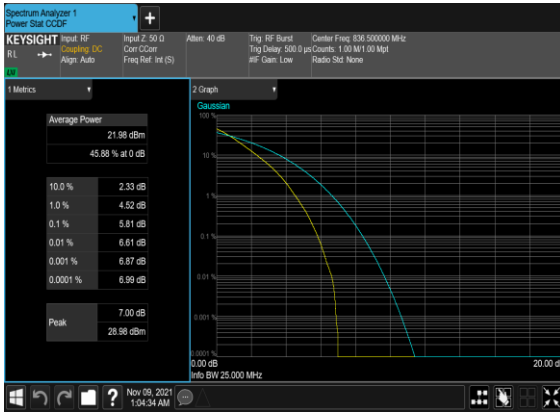 Spectrum Analyzer 1
Power Stat CCDF
KEYSIGHT
RL
Input: RF
Coupling: DC
Align: Auto
Input Z: 50 Ω
Corr CCorr
Freq Ref: Int (S)
Atten: 40 dB
Trig: RF Burst
Trig Delay: 500.0 µs
#IF Gain: Low
Center Freq: 836.500000 MHz
Counts: 1.00 M/1.00 Mpt
Radio Std: None
1 Metrics
Average Power
21.98 dBm
45.88 % at 0 dB
10.0 % 2.33 dB
1.0 % 4.52 dB
0.1 % 5.81 dB
0.01 % 6.61 dB
0.001 % 6.87 dB
0.0001 % 6.99 dB
Peak
7.00 dB
28.98 dBm
2 Graph
Gaussian
100 %
10 %
1 %
0.1 %
0.01 %
0.001 %
0.0001 %
0.00 dB
20.00 d
Info BW 25.000 MHz
Nov 09, 2021
1:04:34 AM